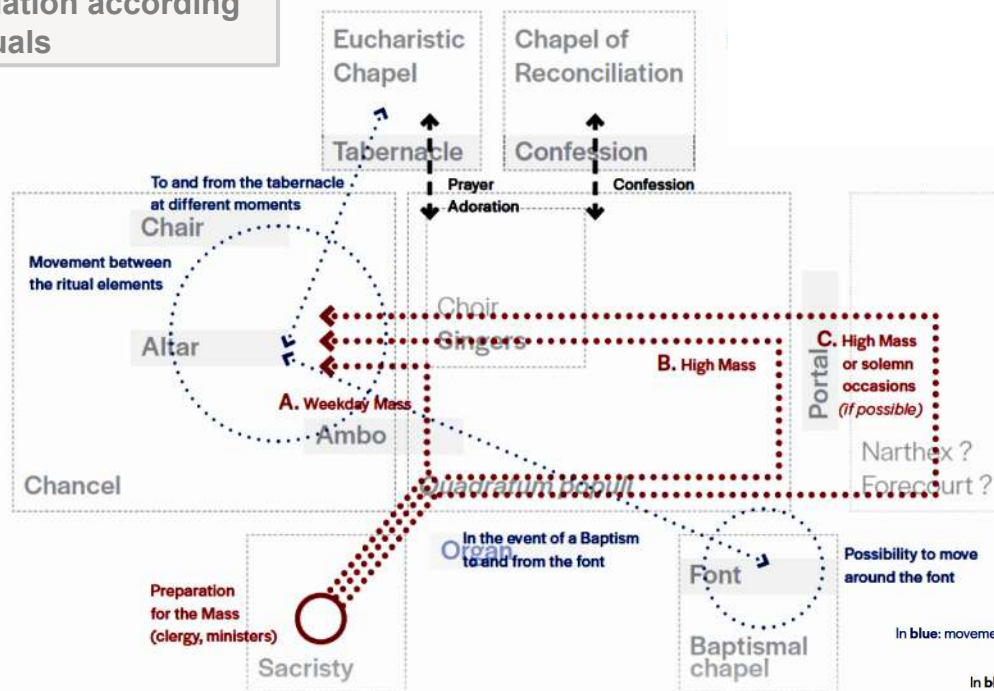 according
Eucharistic
Chapel
Tabernacle
Chapel of
Reconciliation
Confession
Prayer
Adoration
Confession
To and from the tabernacle
at different moments
Chair
Movement between
the ritual elements
Altar
Choir
Singers
A. Weekday Mass
B. High Mass
C. High Mass
or solemn
occasions
(if possible)
Portal
Ambo
Chancel
Quadratum populi
Narthex ?
Forecourt ?
Organ
In the event of a Baptism
to and from the font
Font
Possibility to move
around the font
Baptismal
chapel
Preparation
for the Mass
(clergy, ministers)
Sacristy
In blue:
In